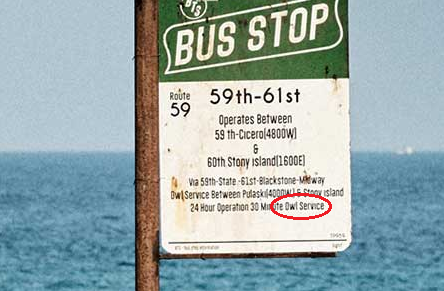 BTS
BUS STOP
Route
59
59th-61st
Operates Between
59 th-Cicero(4800W)
&
60th Stony island(1600E)
Via 59th-State -61st-Blackstone-Midway
Owl Service Between Pulaski(4000W) & Stony island
24 Hour Operation 30 Minute Owl Service